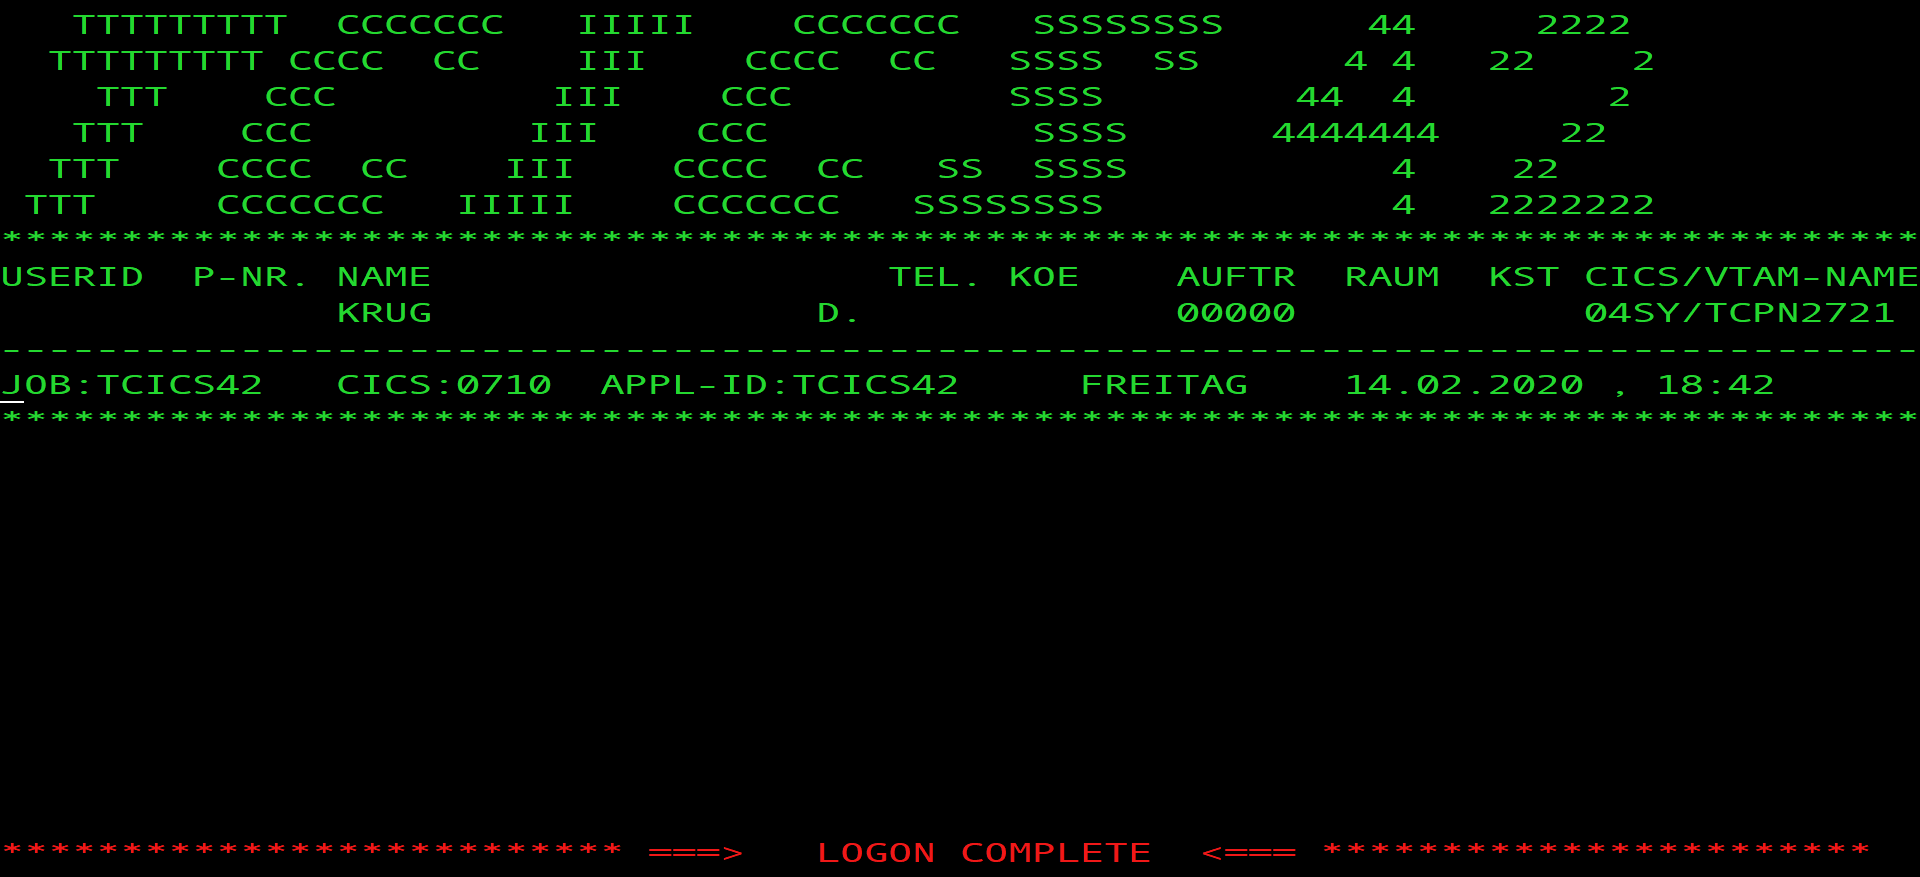 TTTTTTTTT  CCCCCCC   IIIII    CCCCCCC   SSSSSSSS      44     2222
  TTTTTTTTT CCCC  CC    III    CCCC  CC   SSSS  SS      4 4   22    2
    TTT    CCC         III    CCC         SSSS        44  4        2
   TTT    CCC         III    CCC           SSSS      4444444     22
  TTT    CCCC  CC    III    CCCC  CC   SS  SSSS           4    22
 TTT     CCCCCCC   IIIII    CCCCCCC   SSSSSSSS            4   2222222
********************************************************************************
USERID  P-NR. NAME                   TEL. KOE    AUFTR  RAUM  KST CICS/VTAM-NAME
              KRUG                D.             00000            04SY/TCPN2721
--------------------------------------------------------------------------------
JOB:TCICS42   CICS:0710  APPL-ID:TCICS42     FREITAG    14.02.2020 , 18:42
********************************************************************************
************************** ===>   LOGON COMPLETE  <=== ***********************